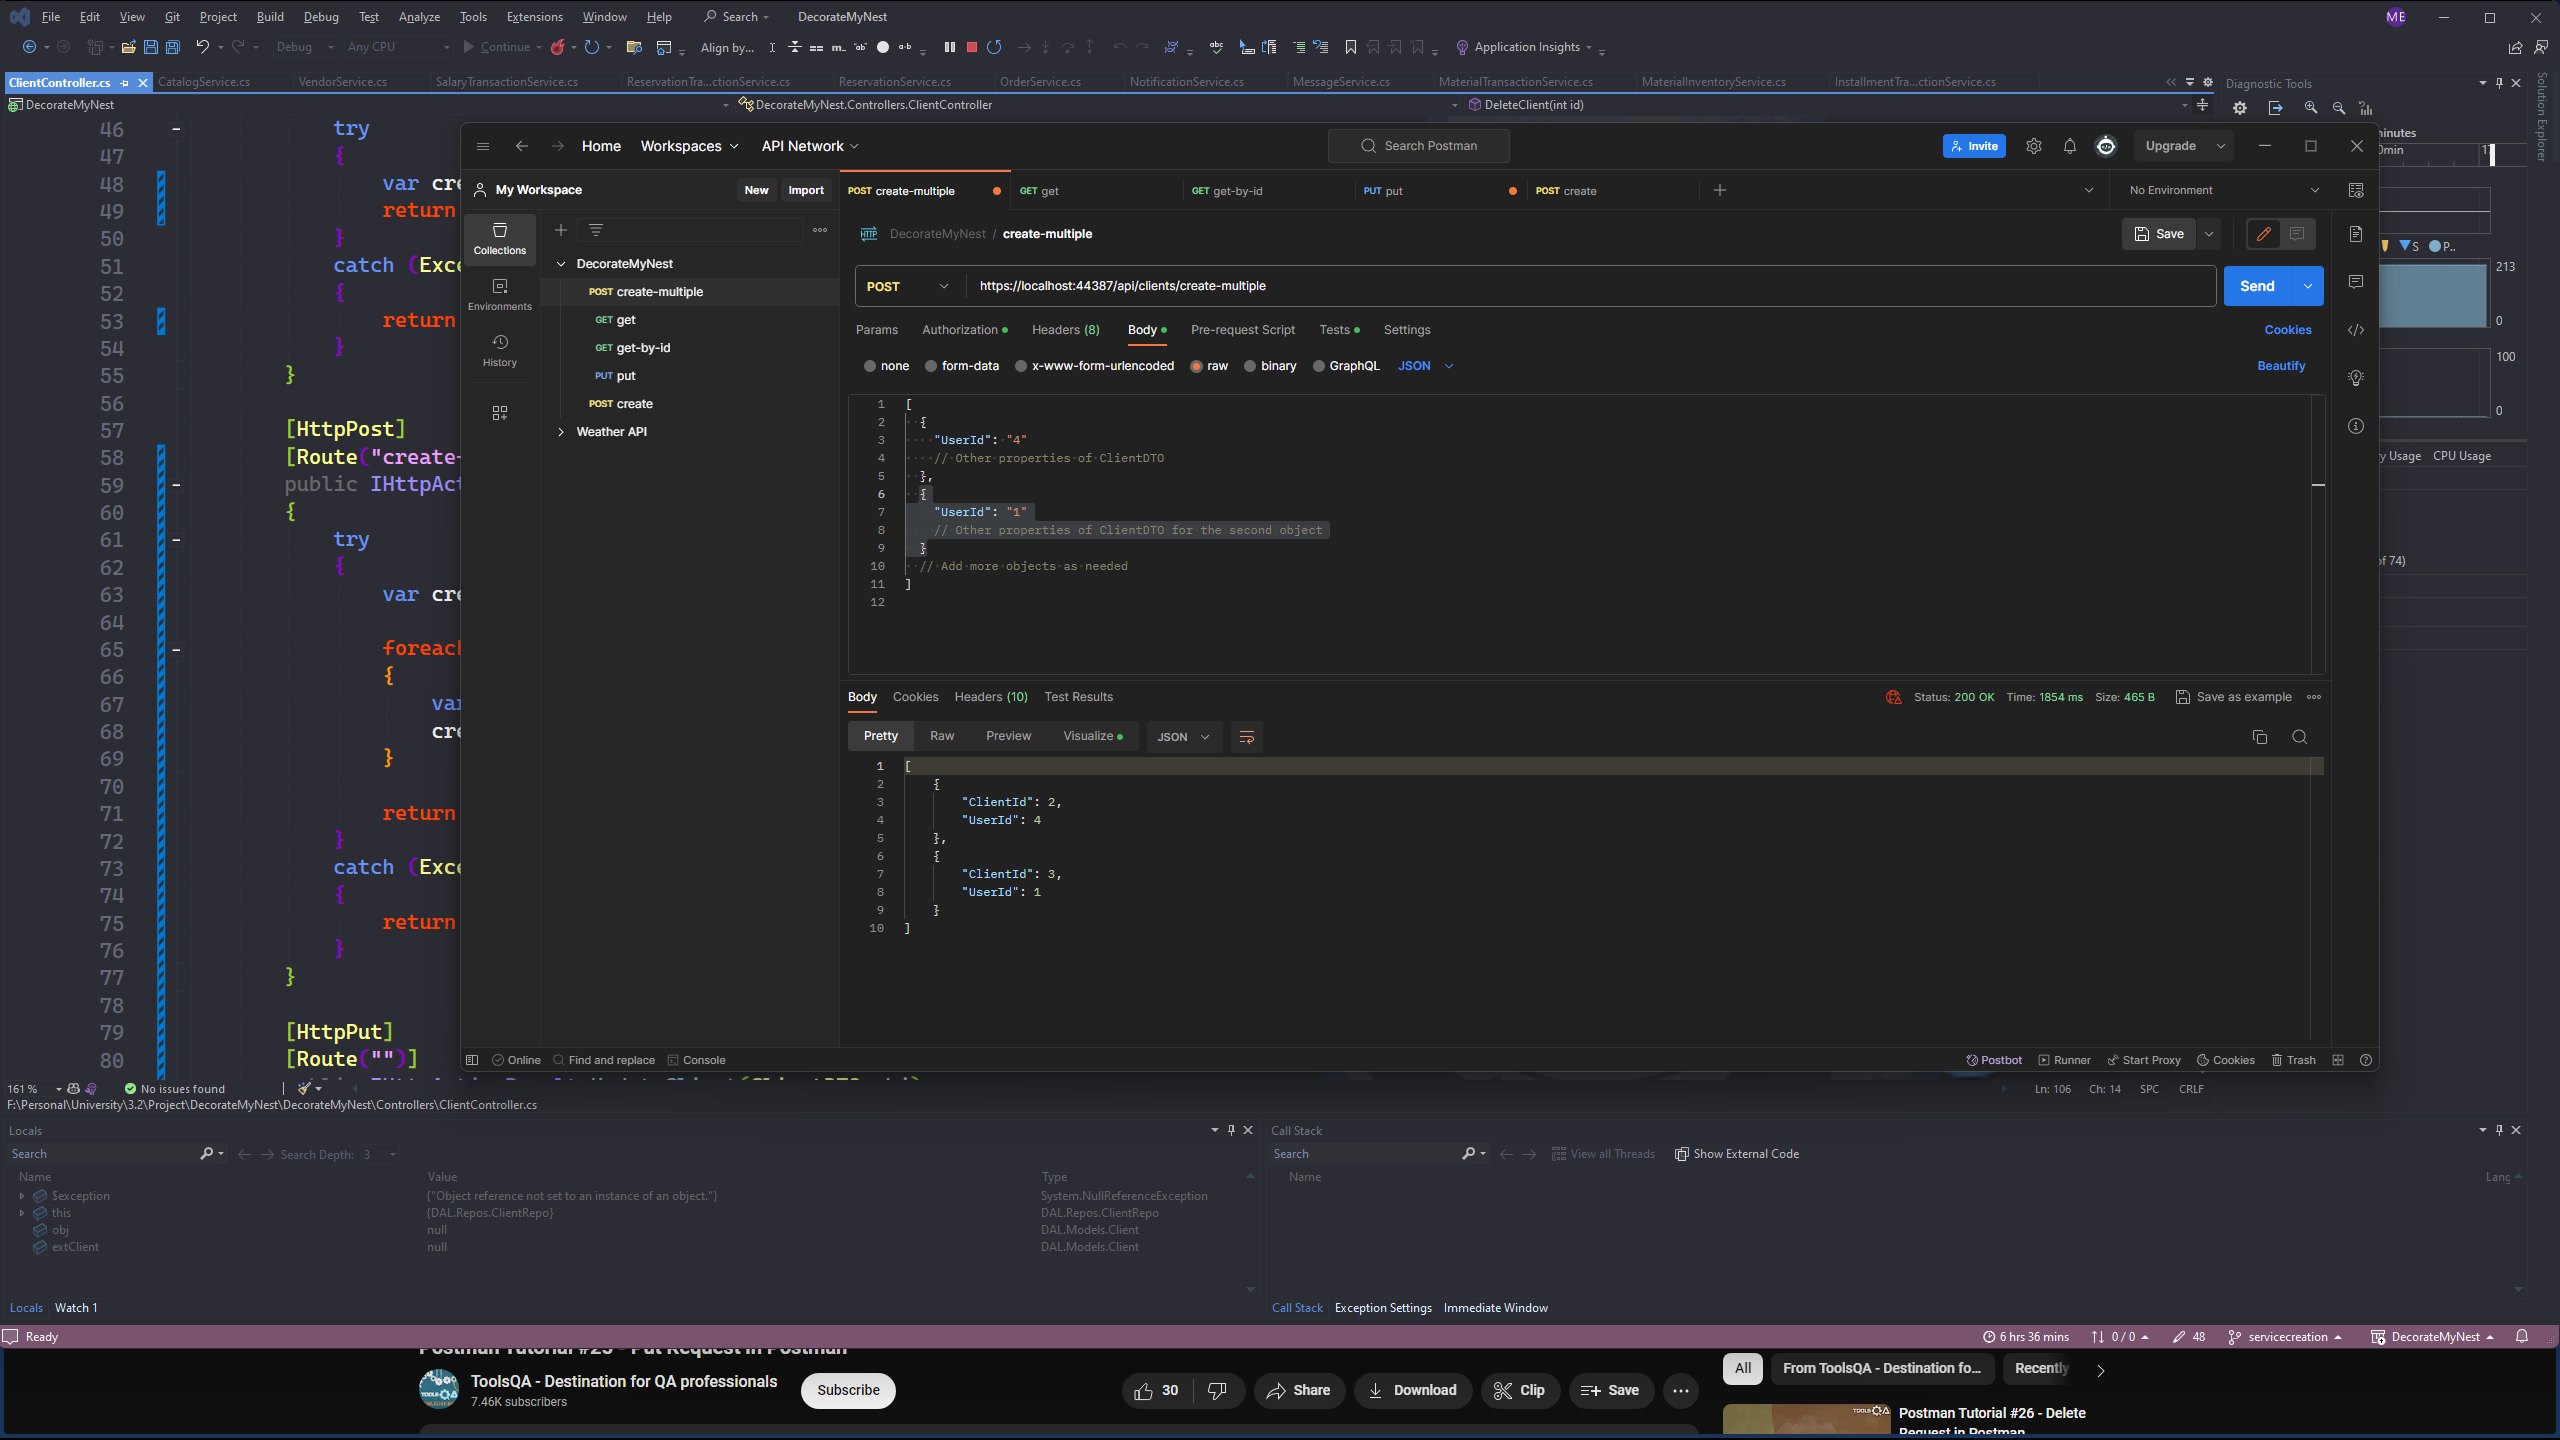 File Edit View Git Project Build Debug Test Analyze Tools Extensions Window Help Search DecorateMyNest ME
Debug Any CPU Continue Align by... Application Insights
ClientController.cs CatalogService.cs VendorService.cs SalaryTransactionService.cs ReservationTra...ctionService.cs ReservationService.cs OrderService.cs NotificationService.cs MessageService.cs MaterialTransactionService.cs MaterialInventoryService.cs InstallmentTra...ctionService.cs Diagnostic Tools
DecorateMyNest DecorateMyNest.Controllers.ClientController DeleteClient(int id)
Solution Explorer
46 try
47 {
48 var cre
49 return
50 }
51 catch (Exce
52 {
53 return
54 }
55 }
56
57 [HttpPost]
58 [Route("create-
59 public IHttpAct
60 {
61 try
62 {
63 var cre
64
65 foreach
66 {
67 var
68 cre
69 }
70
71 return
72 }
73 catch (Exce
74 {
75 return
76 }
77 }
78
79 [HttpPut]
80 [Route("")]
Home Workspaces API Network Search Postman Invite Upgrade
My Workspace New Import POST create-multiple GET get GET get-by-id PUT put POST create No Environment
Collections
Environments
History
DecorateMyNest
POST create-multiple
GET get
GET get-by-id
PUT put
POST create
Weather API
HTTP DecorateMyNest / create-multiple Save
POST https://localhost:44387/api/clients/create-multiple Send
Params Authorization Headers (8) Body Pre-request Script Tests Settings Cookies
none form-data x-www-form-urlencoded raw binary GraphQL JSON Beautify
1 [
2 {
3 "UserId": "4"
4 // Other properties of ClientDTO
5 },
6 {
7 "UserId": "1"
8 // Other properties of ClientDTO for the second object
9 }
10 // Add more objects as needed
11 ]
12
Body Cookies Headers (10) Test Results Status: 200 OK Time: 1854 ms Size: 465 B Save as example
Pretty Raw Preview Visualize JSON
1 [
2 {
3 "ClientId": 2,
4 "UserId": 4
5 },
6 {
7 "ClientId": 3,
8 "UserId": 1
9 }
10 ]
Online Find and replace Console Postbot Runner Start Proxy Cookies Trash
minutes
0min
S P..
213
0
100
0
ry Usage CPU Usage
of 74)
161 % No issues found Ln: 106 Ch: 14 SPC CRLF
F:\Personal\University\3.2\Project\DecorateMyNest\DecorateMyNest\Controllers\ClientController.cs
Locals
Search Search Depth: 3
Name Value Type
$exception {"Object reference not set to an instance of an object."} System.NullReferenceException
this {DAL.Repos.ClientRepo} DAL.Repos.ClientRepo
obj null DAL.Models.Client
extClient null DAL.Models.Client
Locals Watch 1
Call Stack
Search View all Threads Show External Code
Name Lang
Call Stack Exception Settings Immediate Window
Ready 6 hrs 36 mins 0 / 0 48 servicecreation DecorateMyNest
Postman Tutorial #25 - Put Request in Postman
ToolsQA - Destination for QA professionals
7.46K subscribers
Subscribe 30 Share Download Clip Save
All From ToolsQA - Destination fo... Recently
Postman Tutorial #26 - Delete
Request in Postman